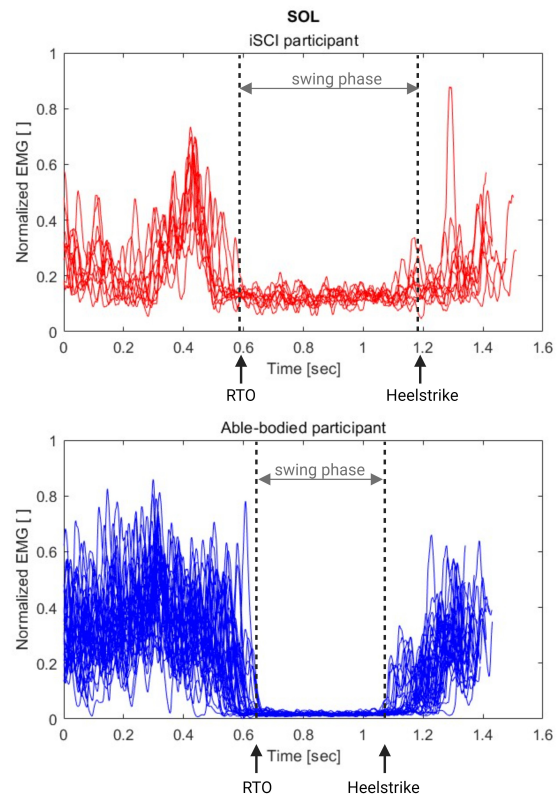 SOL
iSCI participant
1
0.8
0.6
0.4
0.2
0
Normalized EMG [ ]
swing phase
0 0.2 0.4 0.6 0.8 1 1.2 1.4 1.6
Time [sec]
RTO Heelstrike
Able-bodied participant
1
0.8
0.6
0.4
0.2
0
Normalized EMG [ ]
swing phase
0 0.2 0.4 0.6 0.8 1 1.2 1.4 1.6
Time [sec]
RTO Heelstrike